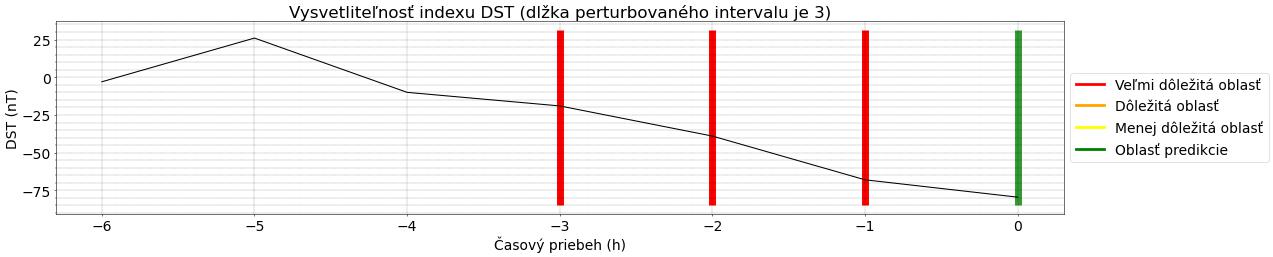 Vysvetliteľnosť indexu DST (dĺžka perturbovaného intervalu je 3)
DST (nT)
25
0
−25
−50
−75
−6 −5 −4 −3 −2 −1 0
Časový priebeh (h)
Veľmi dôležitá oblasť
Dôležitá oblasť
Menej dôležitá oblasť
Oblasť predikcie